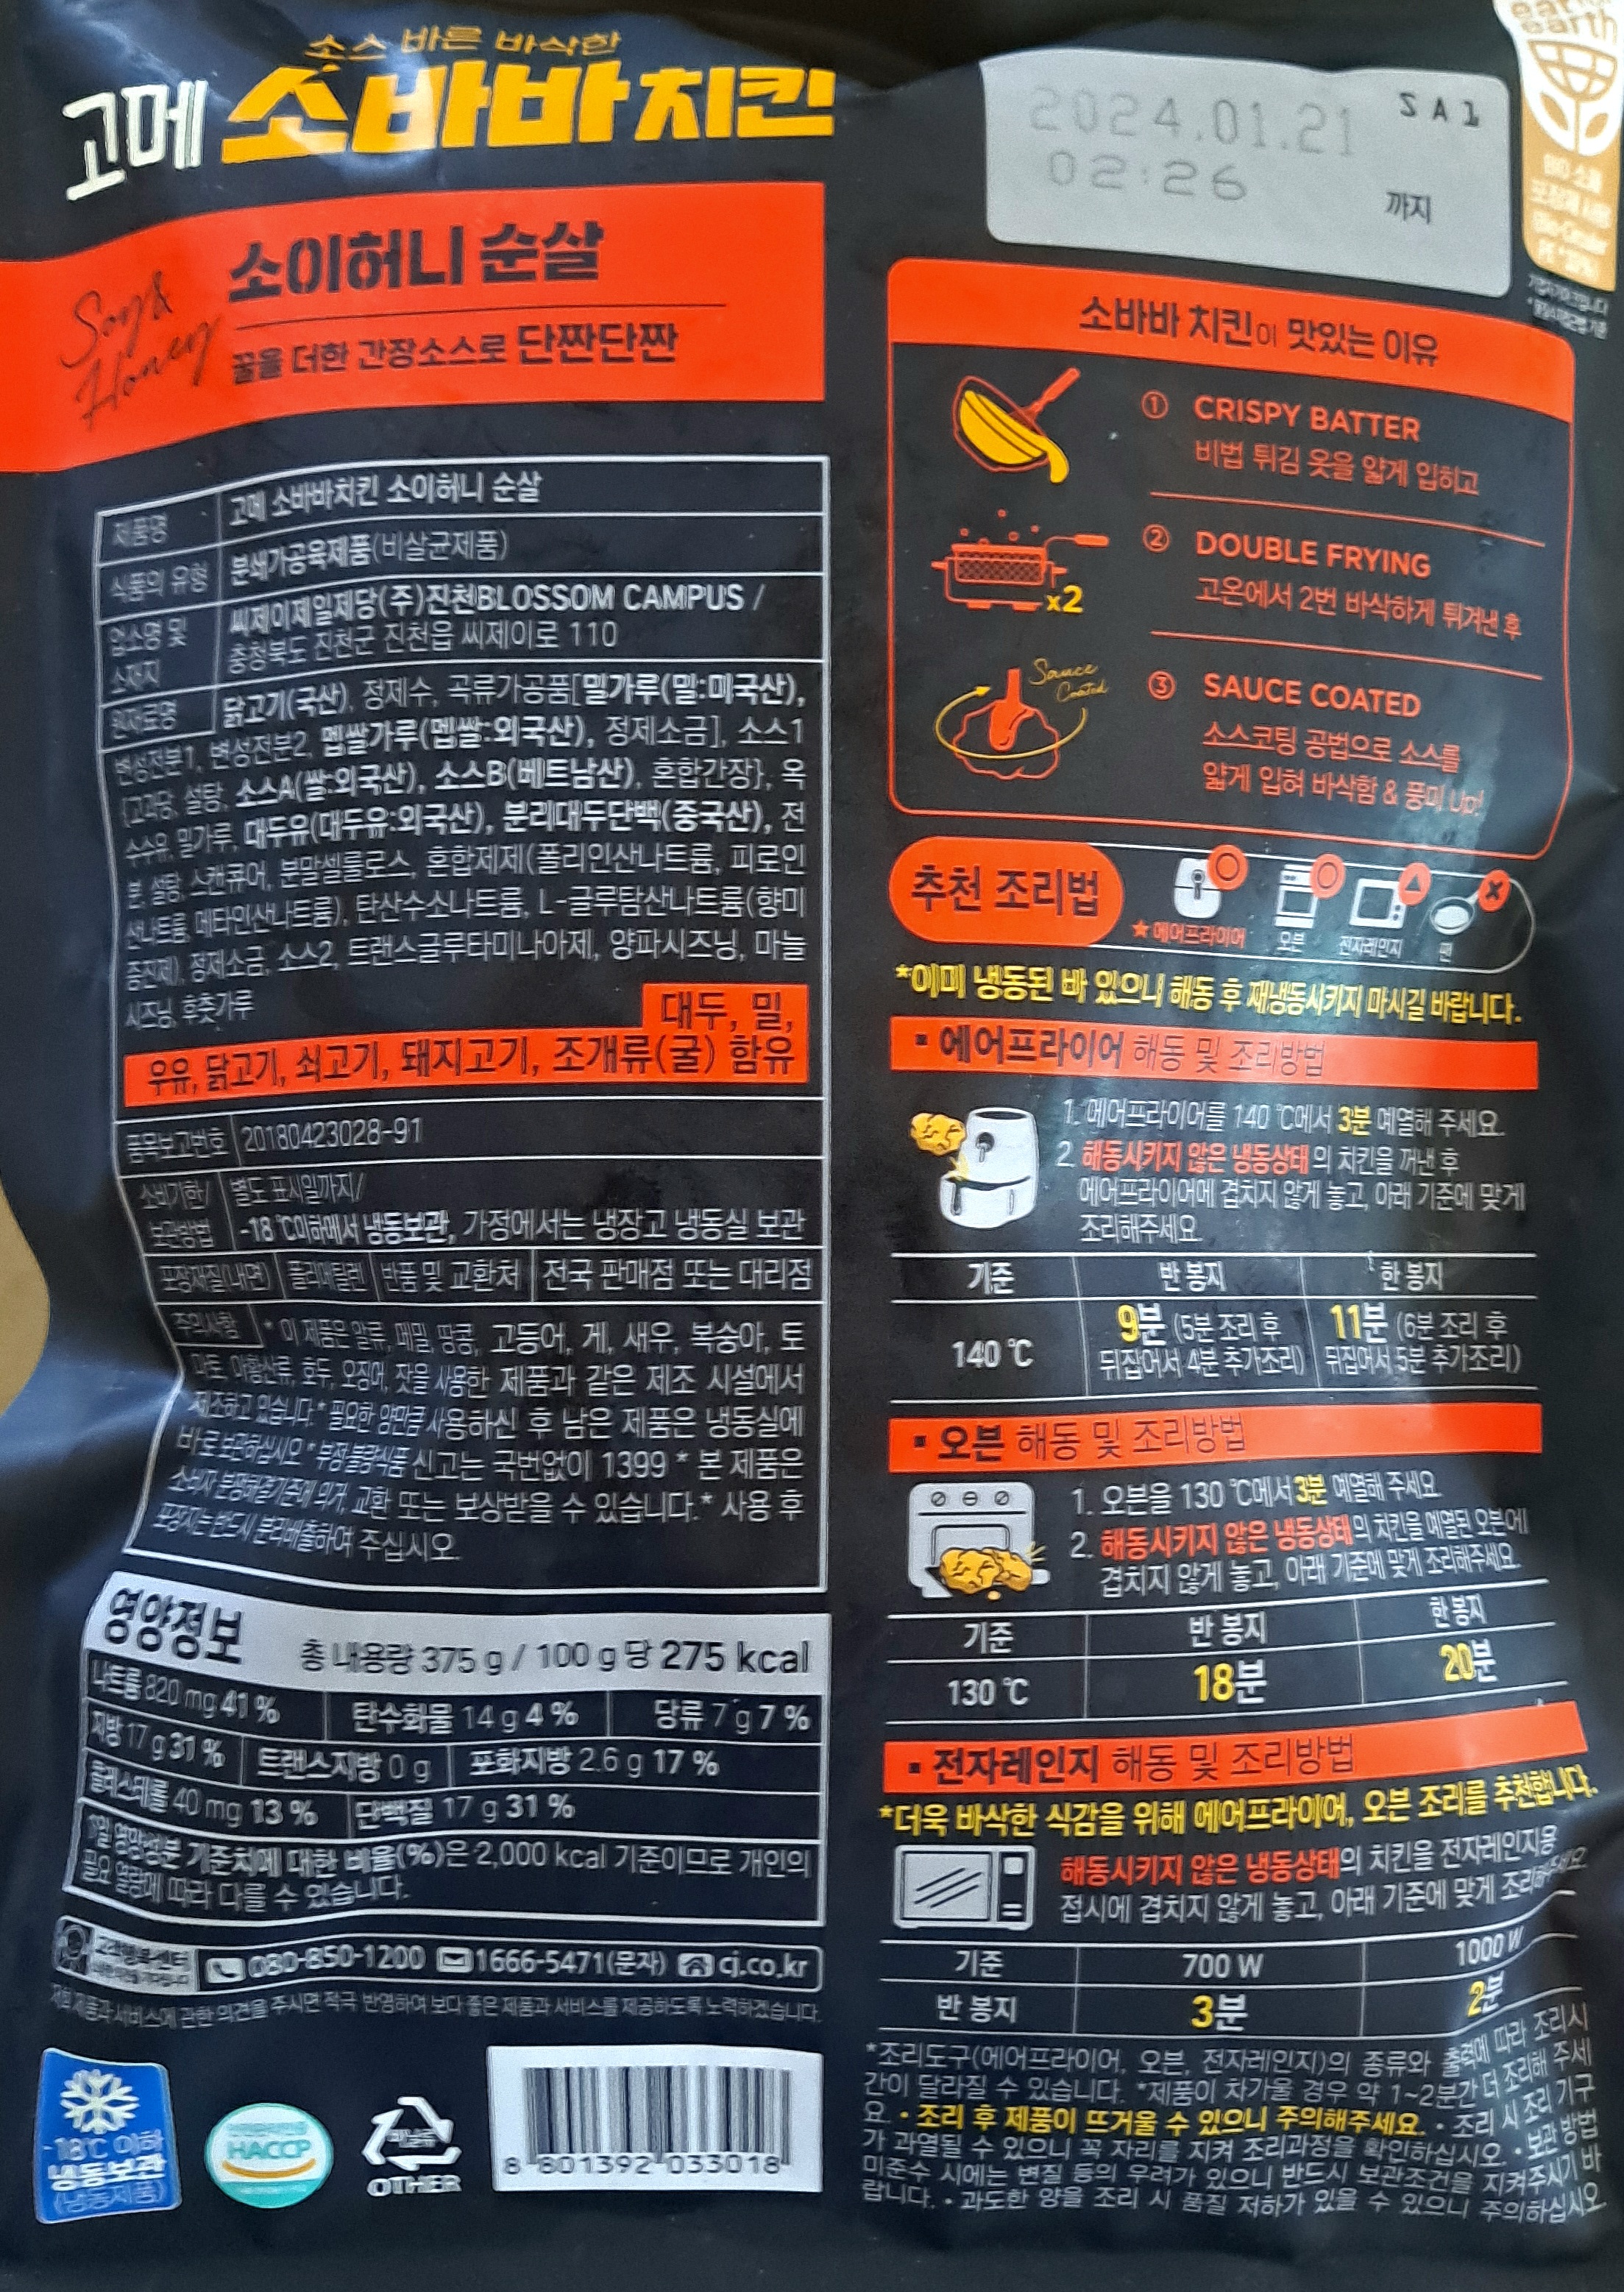 소스 바른 바삭한
고메 소바바치킨
Soy &
Honey
소이허니 순살
꿀을 더한 간장소스로 단짠단짠
제품명 고메 소바바치킨 소이허니 순살
식품의 유형 분쇄가공육제품(비살균제품)
업소명 및 씨제이제일제당(주)진천BLOSSOM CAMPUS /
소재지 충청북도 진천군 진천읍 씨제이로 110
원재료명 닭고기(국산), 정제수, 곡류가공품[밀가루(밀:미국산),
변성전분1, 변성전분2, 멥쌀가루(멥쌀:외국산), 정제소금], 소스1
{고과당, 설탕, 소스A(쌀:외국산), 소스B(베트남산), 혼합간장}, 옥
수수유, 밀가루, 대두유(대두유:외국산), 분리대두단백(중국산), 전
분, 설탕, 스캔큐어, 분말셀룰로스, 혼합제제(폴리인산나트륨, 피로인
산나트륨, 메타인산나트륨), 탄산수소나트륨, L-글루탐산나트륨(향미
증진제), 정제소금, 소스2, 트랜스글루타미나아제, 양파시즈닝, 마늘
시즈닝, 후춧가루
대두, 밀,
우유, 닭고기, 쇠고기, 돼지고기, 조개류(굴) 함유
품목보고번호 20180423028-91
소비기한/ 별도 표시일까지/
보관방법 -18 ℃이하에서 냉동보관, 가정에서는 냉장고 냉동실 보관
포장재질(내면) 폴리에틸렌 반품 및 교환처 전국 판매점 또는 대리점
주의사항 * 이 제품은 알류, 메밀, 땅콩, 고등어, 게, 새우, 복숭아, 토
마토, 아황산류, 호두, 오징어, 잣을 사용한 제품과 같은 제조 시설에서
제조하고 있습니다.* 필요한 양만큼 사용하신 후 남은 제품은 냉동실에
바로 보관하십시오 * 부정·불량식품 신고는 국번없이 1399 * 본 제품은
소비자 분쟁해결기준에 의거, 교환 또는 보상받을 수 있습니다.* 사용 후
포장지는 반드시 분리배출하여 주십시오.
영양정보 총 내용량 375 g / 100 g 당 275 kcal
나트륨 820 mg 41 % 탄수화물 14 g 4 % 당류 7 g 7 %
지방 17 g 31 % 트랜스지방 0 g 포화지방 2.6 g 17 %
콜레스테롤 40 mg 13 % 단백질 17 g 31 %
1일 영양성분 기준치에 대한 비율(%)은 2,000 kcal 기준이므로 개인의
필요 열량에 따라 다를 수 있습니다.
고객행복센터
080-850-1200 1666-5471(문자) cj.co.kr
저희 제품과 서비스에 관한 의견을 주시면 적극 반영하여 보다 좋은 제품과 서비스를 제공하도록 노력하겠습니다.
-18℃ 이하
냉동보관
(냉동제품)
HACCP
비닐류
OTHER
8 801392 033018
2024.01.21 SA1
02:26
까지
earth
소바바 치킨이 맛있는 이유
① CRISPY BATTER
비법 튀김 옷을 얇게 입히고
x2
② DOUBLE FRYING
고온에서 2번 바삭하게 튀겨낸 후
Sauce
Coated
③ SAUCE COATED
소스코팅 공법으로 소스를
얇게 입혀 바삭함 & 풍미 Up!
추천 조리법
★에어프라이어 오븐 전자레인지 팬
*이미 냉동된 바 있으니 해동 후 재냉동시키지 마시길 바랍니다.
▪ 에어프라이어 해동 및 조리방법
1. 에어프라이어를 140 ℃에서 3분 예열해 주세요.
2. 해동시키지 않은 냉동상태의 치킨을 꺼낸 후
에어프라이어에 겹치지 않게 놓고, 아래 기준에 맞게
조리해주세요.
기준 반 봉지 한 봉지
140 ℃ 9분 (5분 조리 후 11분 (6분 조리 후
뒤집어서 4분 추가조리) 뒤집어서 5분 추가조리)
▪ 오븐 해동 및 조리방법
1. 오븐을 130 ℃에서 3분 예열해 주세요.
2. 해동시키지 않은 냉동상태의 치킨을 예열된 오븐에
겹치지 않게 놓고, 아래 기준에 맞게 조리해주세요.
기준 반 봉지 한 봉지
130 ℃ 18분 20분
▪ 전자레인지 해동 및 조리방법
*더욱 바삭한 식감을 위해 에어프라이어, 오븐 조리를 추천합니다.
해동시키지 않은 냉동상태의 치킨을 전자레인지용
접시에 겹치지 않게 놓고, 아래 기준에 맞게 조리해주세요
기준 700 W 1000 W
반 봉지 3분 2분
*조리도구(에어프라이어, 오븐, 전자레인지)의 종류와 출력에 따라 조리시
간이 달라질 수 있습니다. *제품이 차가울 경우 약 1~2분간 더 조리해 주세
요. • 조리 후 제품이 뜨거울 수 있으니 주의해주세요. • 조리 시 조리 기구
가 과열될 수 있으니 꼭 자리를 지켜 조리과정을 확인하십시오. • 보관 방법
미준수 시에는 변질 등의 우려가 있으니 반드시 보관조건을 지켜주시기 바
랍니다. • 과도한 양을 조리 시 품질 저하가 있을 수 있으니 주의하십시오.